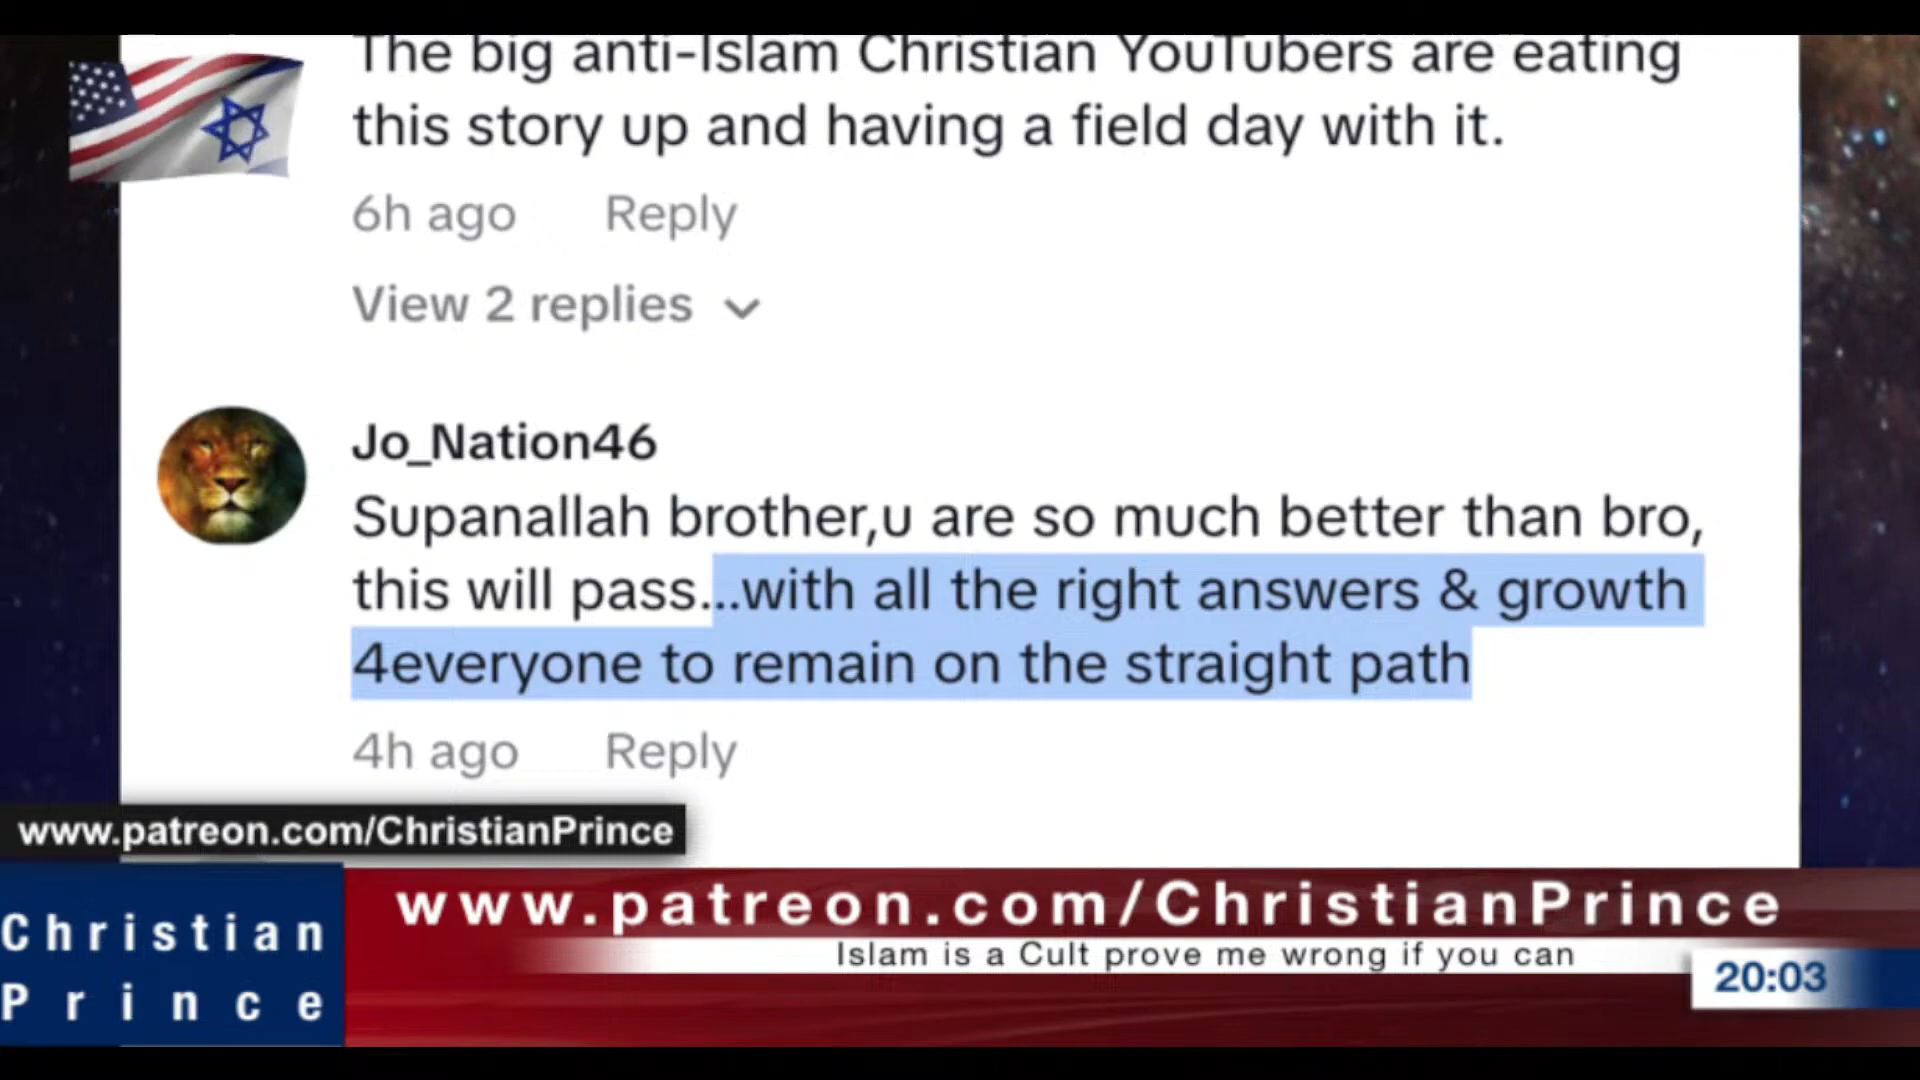 The big anti-Islam Christian YouTubers are eating
this story up and having a field day with it.
6h ago Reply
View 2 replies
Jo_Nation46
Supanallah brother,u are so much better than bro,
this will pass....with all the right answers & growth
4everyone to remain on the straight path
4h ago Reply
www.patreon.com/ChristianPrince
www.patreon.com/ChristianPrince
Christian
Prince
Islam is a Cult prove me wrong if you can
20:03